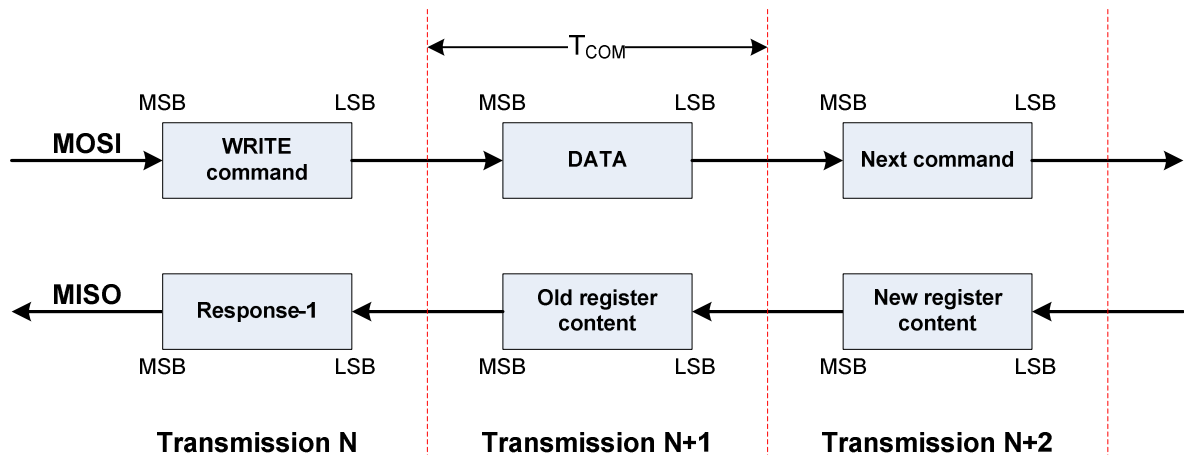 T_COM
MSB LSB MSB LSB MSB LSB
MOSI
WRITE
command
DATA
Next command
MISO
Response-1
Old register
content
New register
content
MSB LSB MSB LSB MSB LSB
Transmission N Transmission N+1 Transmission N+2